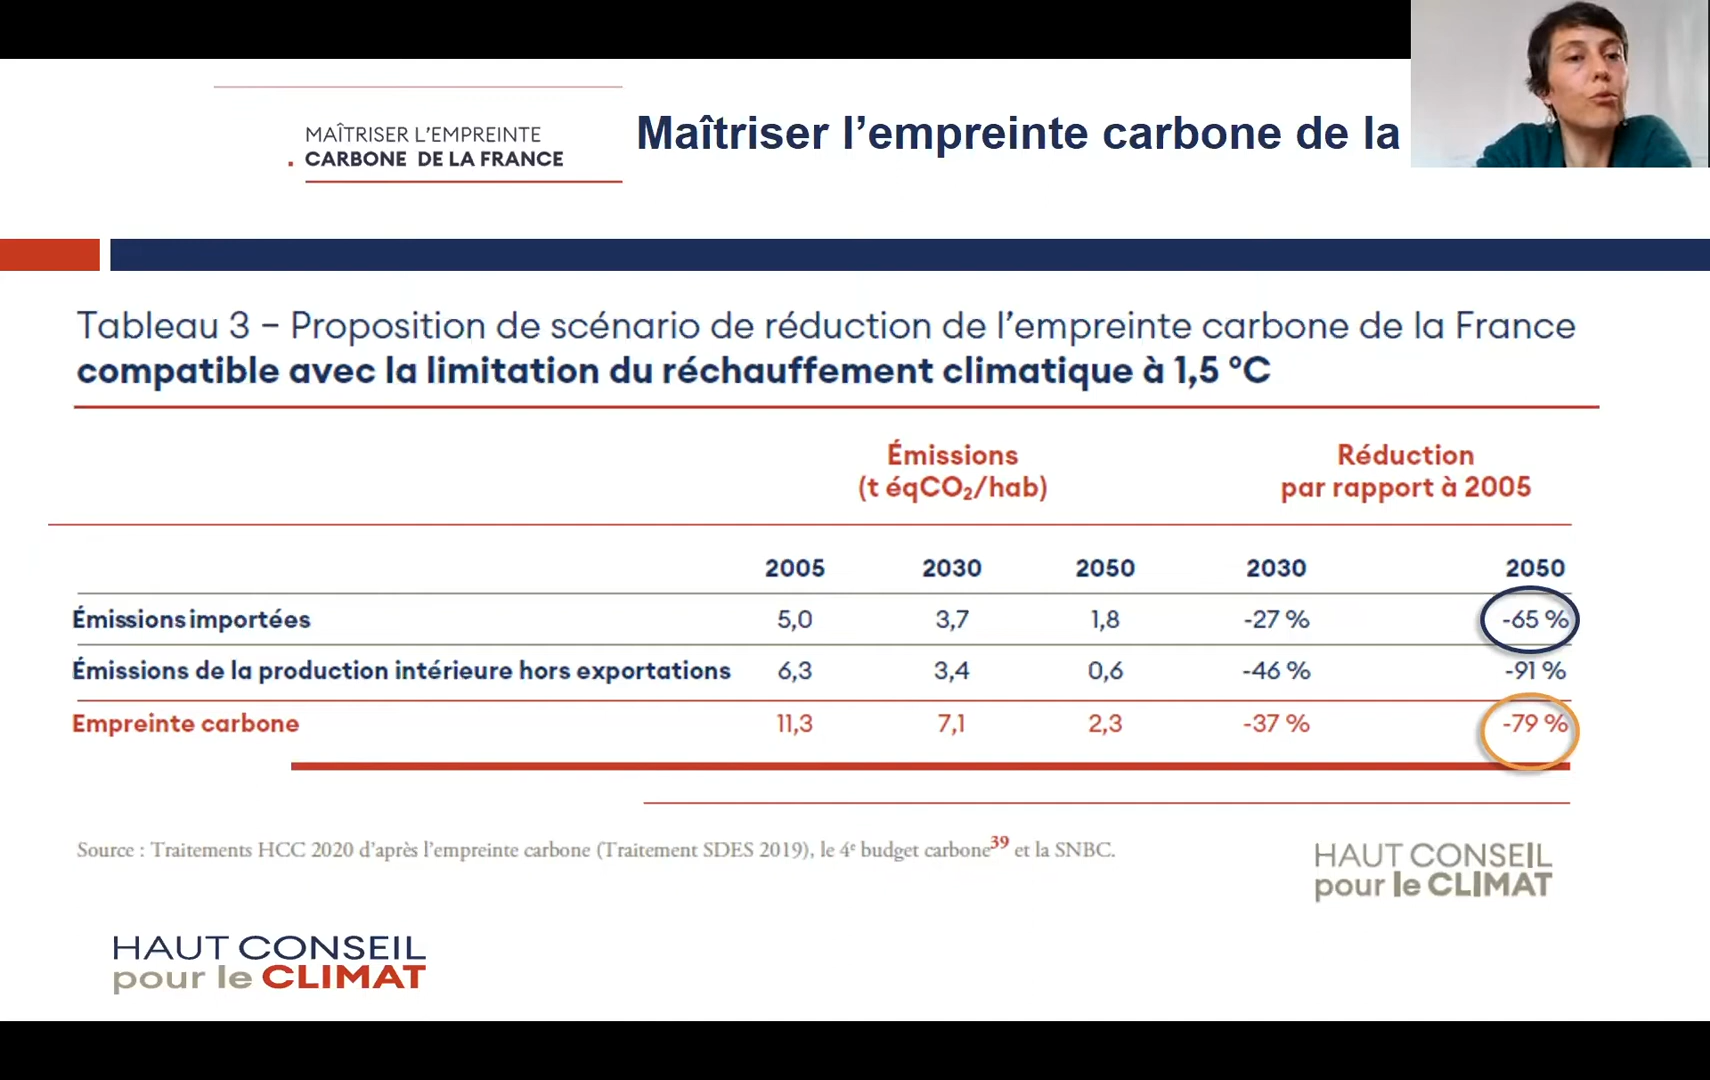 MAÎTRISER L'EMPREINTE
. CARBONE DE LA FRANCE
Maîtriser l'empreinte carbone de la
Tableau 3 – Proposition de scénario de réduction de l'empreinte carbone de la France
compatible avec la limitation du réchauffement climatique à 1,5 °C
Émissions Réduction
(t éqCO₂/hab) par rapport à 2005
2005 2030 2050 2030 2050
Émissions importées 5,0 3,7 1,8 -27 % -65 %
Émissions de la production intérieure hors exportations 6,3 3,4 0,6 -46 % -91 %
Empreinte carbone 11,3 7,1 2,3 -37 % -79 %
Source : Traitements HCC 2020 d'après l'empreinte carbone (Traitement SDES 2019), le 4e budget carbone39 et la SNBC.
HAUT CONSEIL
pour le CLIMAT
HAUT CONSEIL
pour le CLIMAT